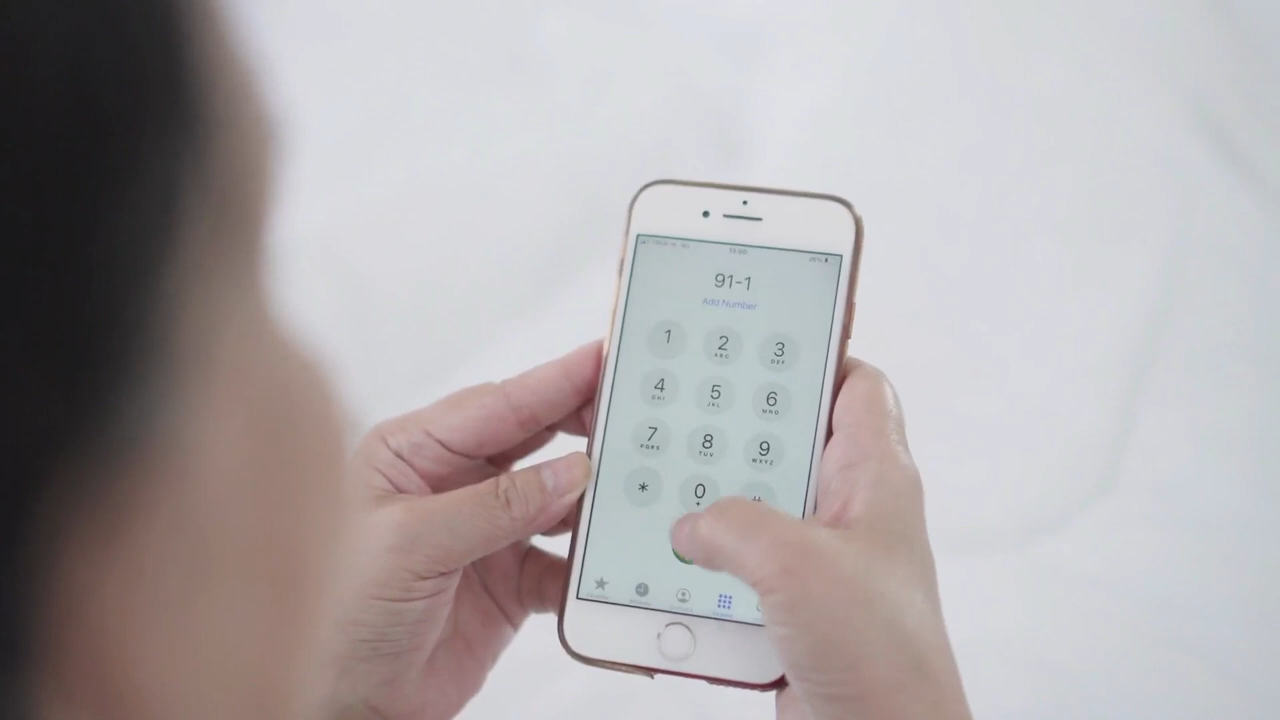 91-1
Add Number
1 2 ABC 3 DEF
4 GHI 5 JKL 6 MNO
7 PQRS 8 TUV 9 WXYZ
* 0 + #